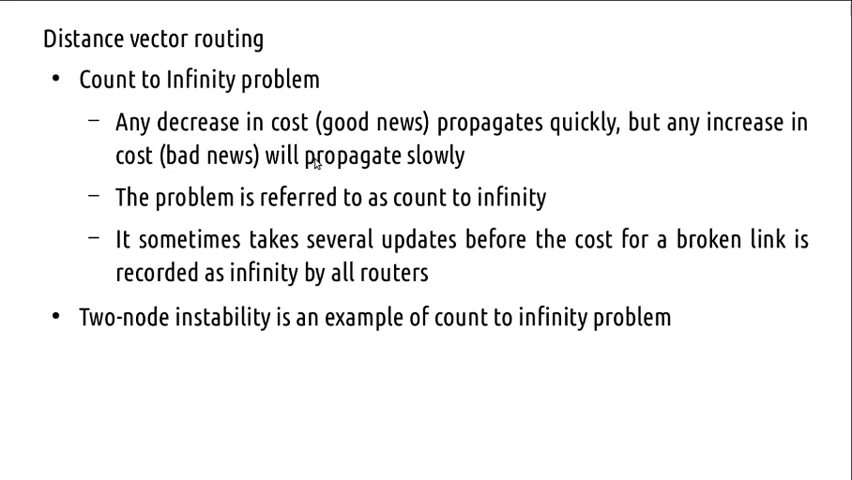 Distance vector routing
• Count to Infinity problem
– Any decrease in cost (good news) propagates quickly, but any increase in
cost (bad news) will propagate slowly
– The problem is referred to as count to infinity
– It sometimes takes several updates before the cost for a broken link is
recorded as infinity by all routers
• Two-node instability is an example of count to infinity problem